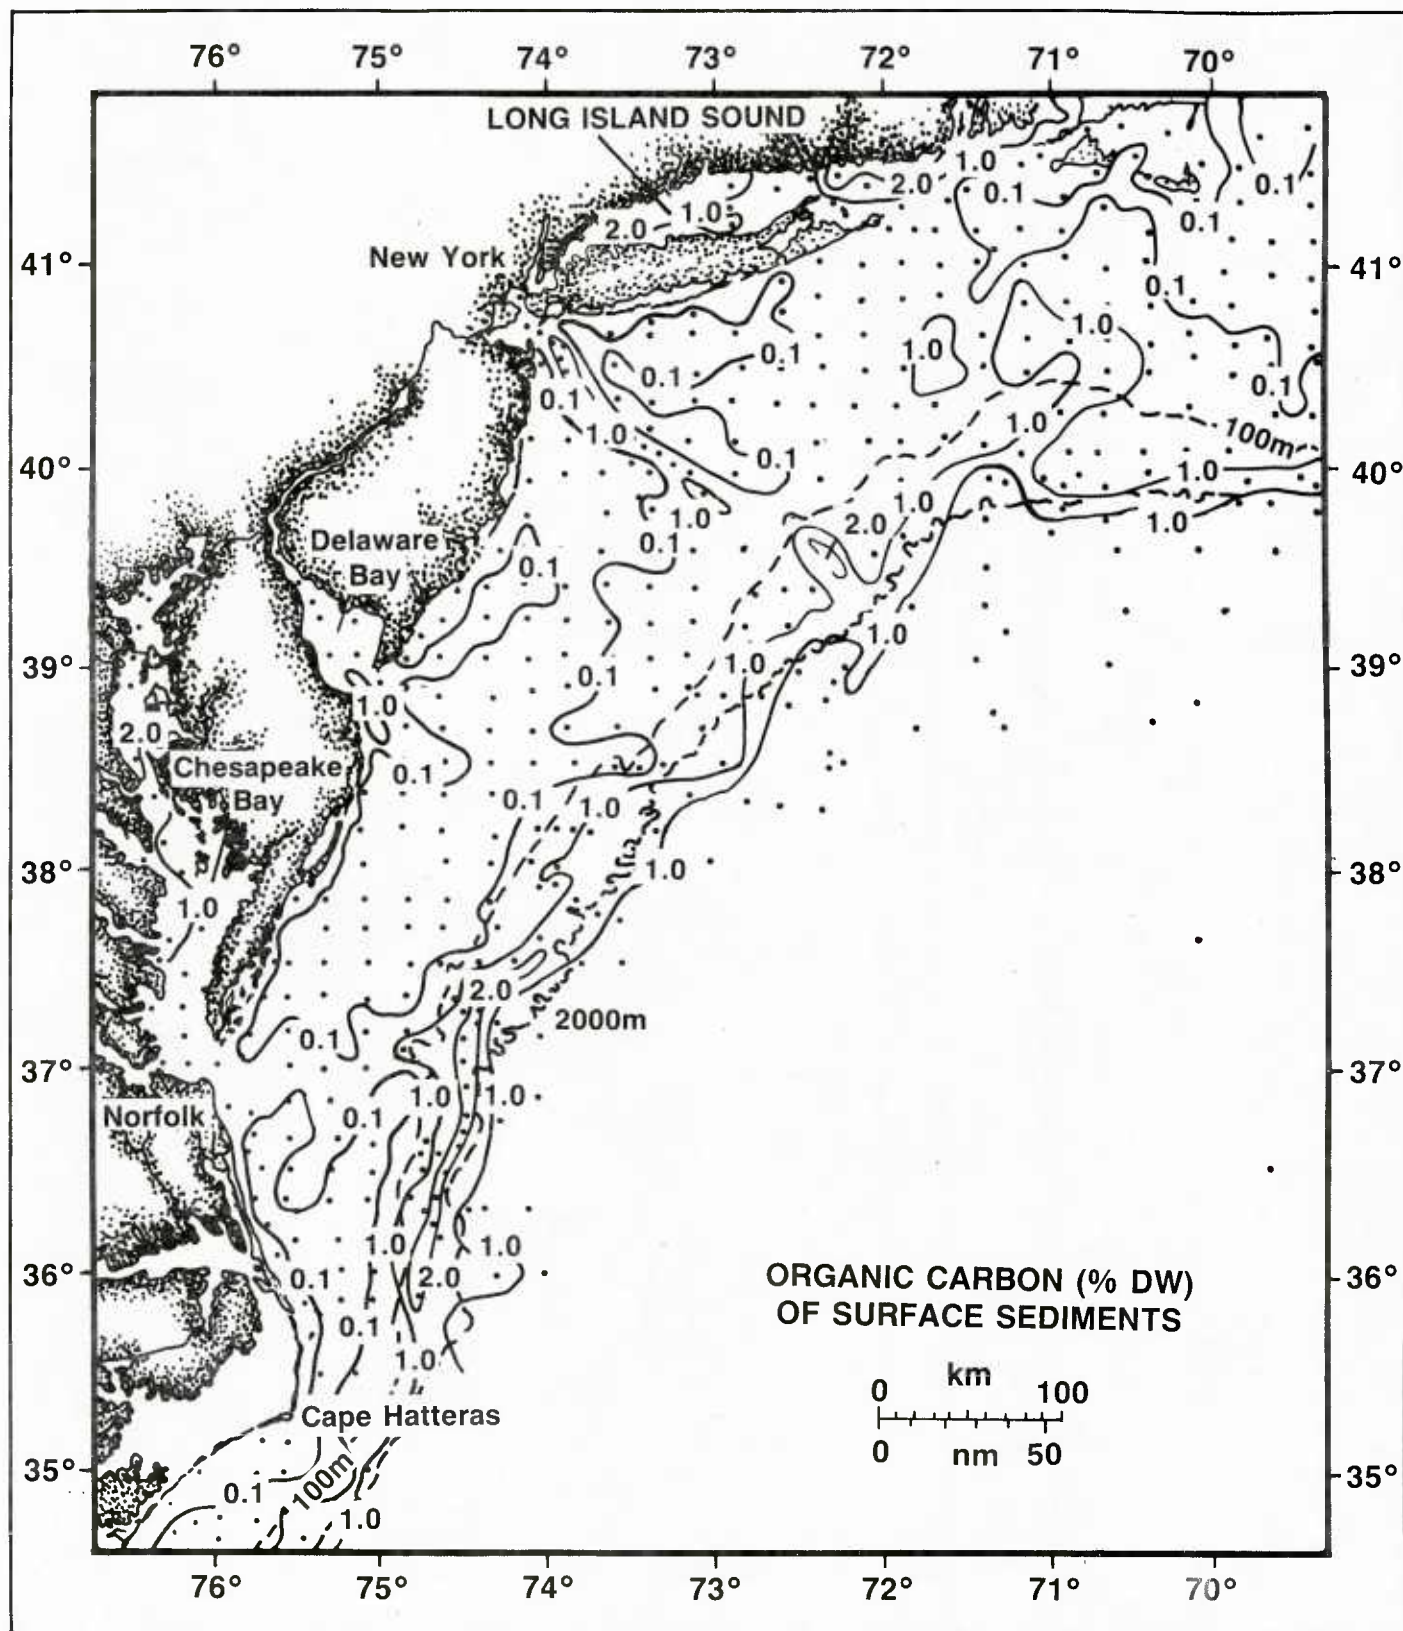 76° 75° 74° 73° 72° 71° 70°
LONG ISLAND SOUND
1.0
2.0 0.1 0.1
2.0 1.0 0.1
New York
41° 41°
0.1
1.0
0.1 1.0
0.1 0.1
0.1
1.0 1.0
100m
0.1
40° 1.0 40°
1.0
1.0 2.0 1.0
Delaware
Bay
0.1
0.1
1.0
39° 1.0 39°
0.1
1.0
2.0
Chesapeake
Bay
0.1
0.1 1.0
38° 1.0 38°
1.0
2.0
2000m
0.1
37° 37°
1.0 1.0
Norfolk 0.1
1.0 1.0
36° 0.1 2.0 36°
ORGANIC CARBON (% DW)
OF SURFACE SEDIMENTS
0.1
1.0
km
0 100
0 nm 50
Cape Hatteras
35° 35°
100m
0.1
1.0
76° 75° 74° 73° 72° 71° 70°